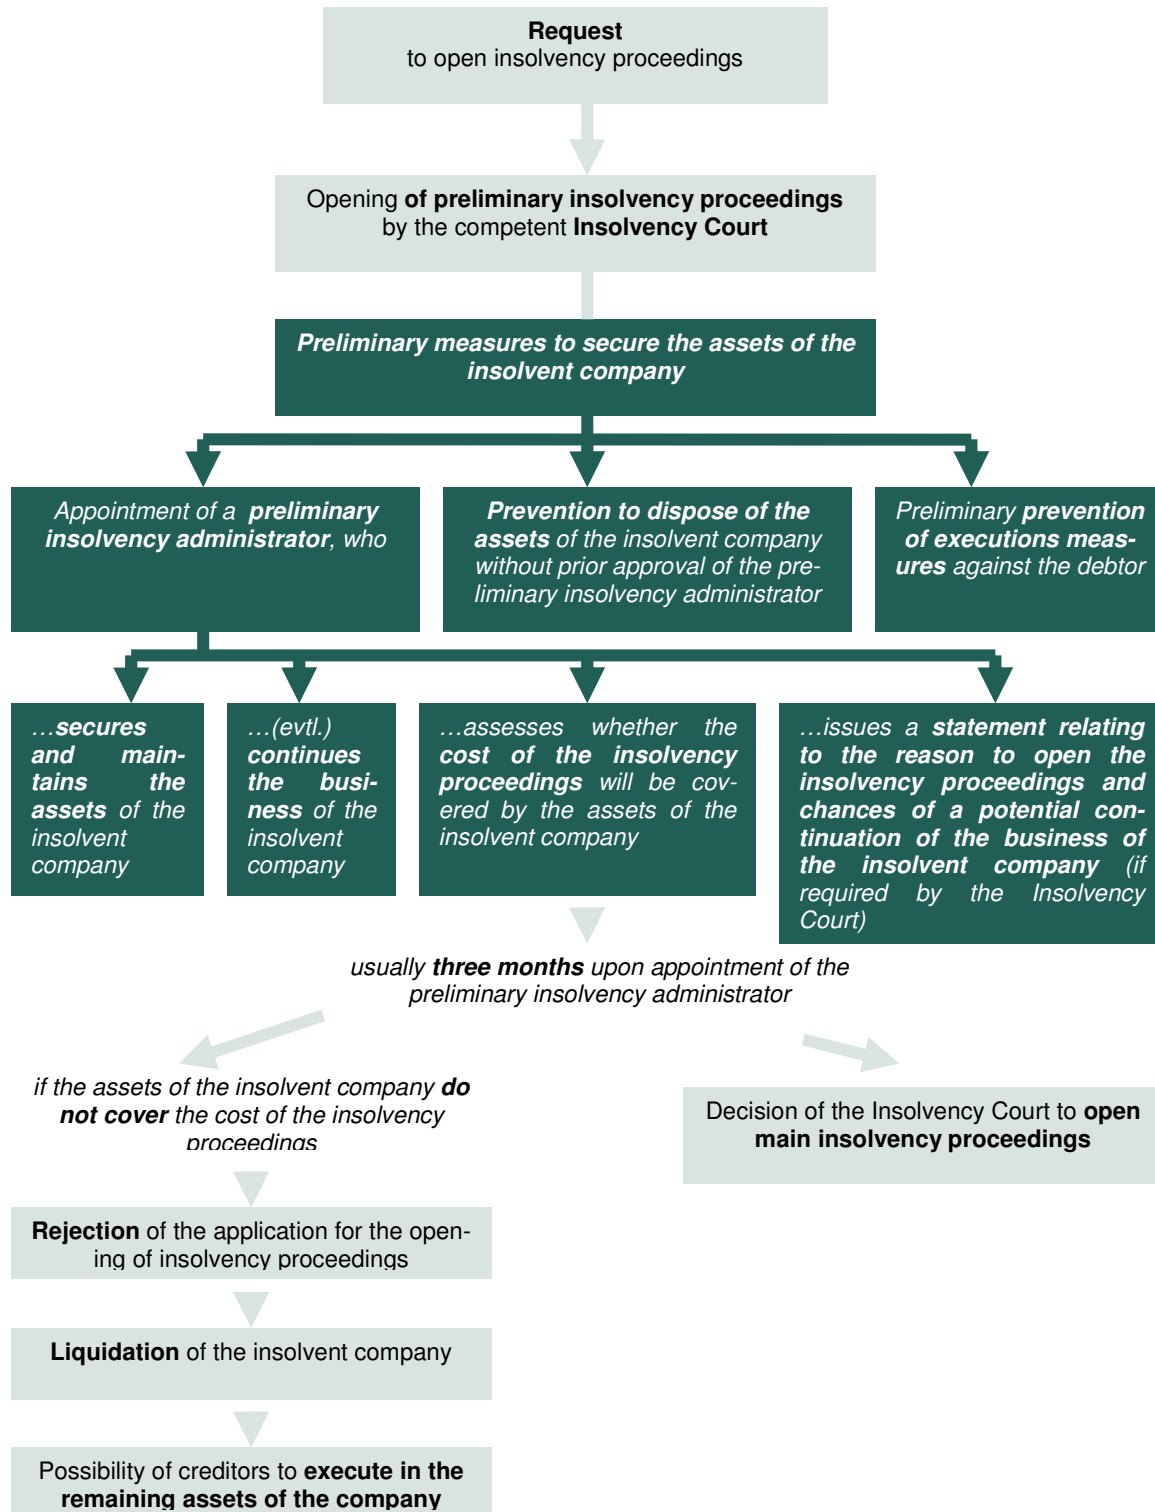 Request
to open insolvency proceedings
Opening of preliminary insolvency proceedings
by the competent Insolvency Court
Preliminary measures to secure the assets of the
insolvent company
Appointment of a preliminary
insolvency administrator, who
Prevention to dispose of the
assets of the insolvent company
without prior approval of the pre-
liminary insolvency administrator
Preliminary prevention
of executions meas-
ures against the debtor
…secures
and main-
tains the
assets of the
insolvent
company
…(evtl.)
continues
the busi-
ness of the
insolvent
company
…assesses whether the
cost of the insolvency
proceedings will be cov-
ered by the assets of the
insolvent company
…issues a statement relating
to the reason to open the
insolvency proceedings and
chances of a potential con-
tinuation of the business of
the insolvent company (if
required by the Insolvency
Court)
usually three months upon appointment of the
preliminary insolvency administrator
if the assets of the insolvent company do
not cover the cost of the insolvency
proceedings
Decision of the Insolvency Court to open
main insolvency proceedings
Rejection of the application for the open-
ing of insolvency proceedings
Liquidation of the insolvent company
Possibility of creditors to execute in the
remaining assets of the company